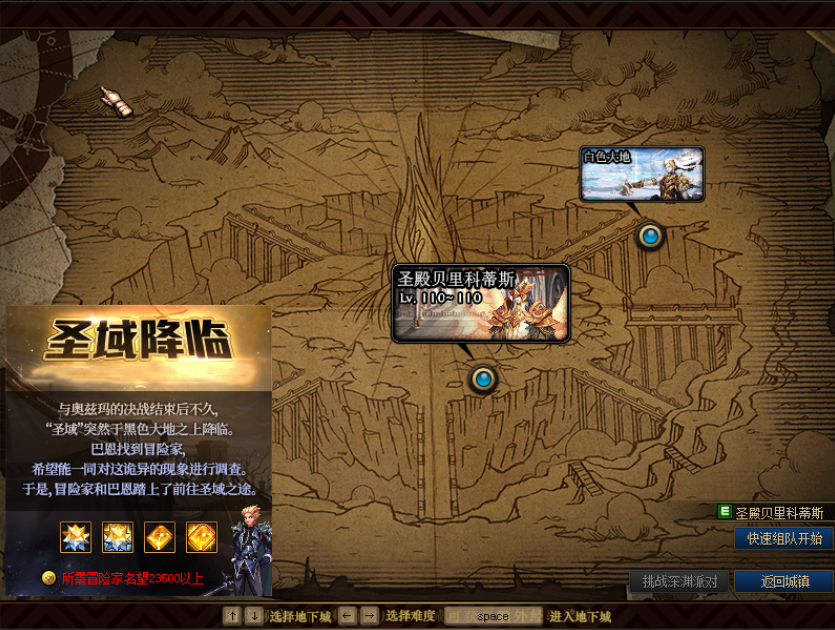 白色大地
圣殿贝里科蒂斯
Lv. 110~110
圣域降临
与奥兹玛的决战结束后不久,
“圣域”突然于黑色大地之上降临。
巴恩找到冒险家,
希望能一同对这诡异的现象进行调查。
于是,冒险家和巴恩踏上了前往圣域之途。
所需冒险家名望23500以上
E 圣殿贝里科蒂斯
快速组队开始
挑战深渊派对 返回城镇
↑ ↓ 选择地下城 ← → 选择难度 space 进入地下城